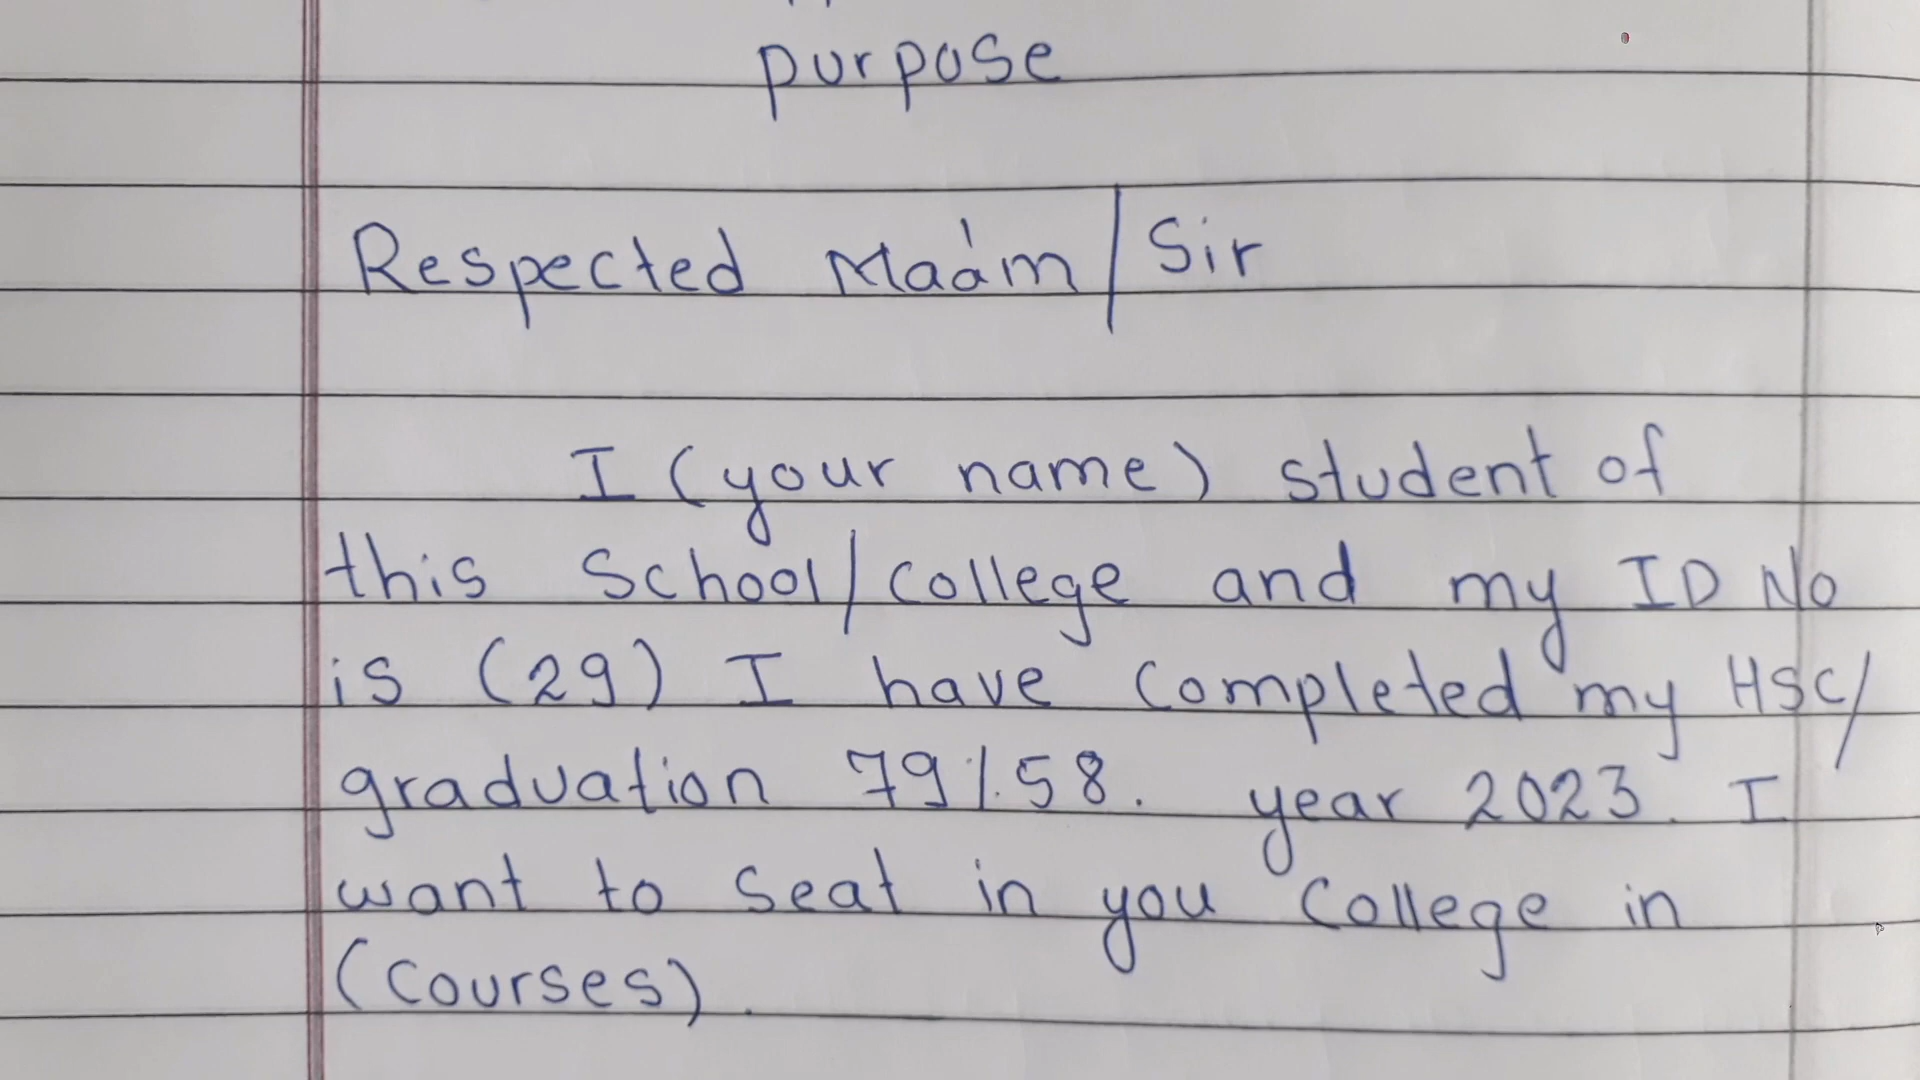 purpose
Respected Maa'm/Sir
I (your name) student of
this School/college and my ID No
is (29) I have completed my HSC/
graduation 79%.58. year 2023. I
want to seat in you college in
(courses).